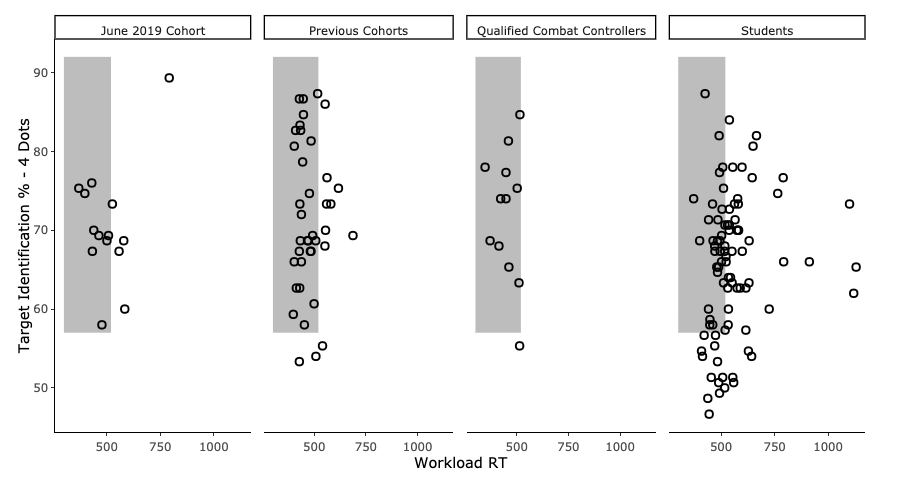 June 2019 Cohort
Previous Cohorts
Qualified Combat Controllers
Students
Target Identification % - 4 Dots
90
80
70
60
50
500 750 1000
500 750 1000
500 750 1000
500 750 1000
Workload RT